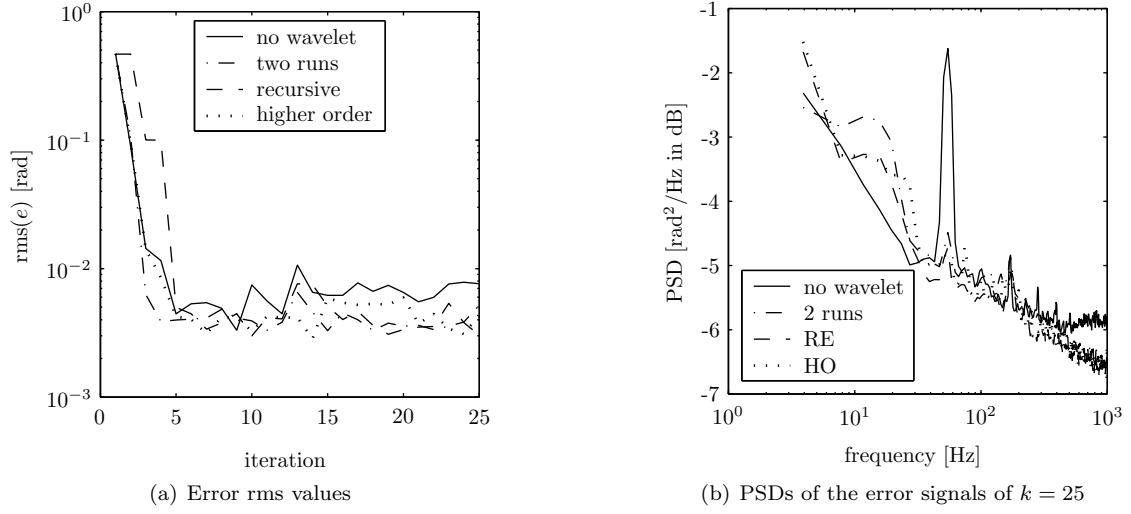 10^0
10^-1
10^-2
10^-3
0 5 10 15 20 25
rms(e) [rad]
iteration
no wavelet
two runs
recursive
higher order
(a) Error rms values
-1
-2
-3
-4
-5
-6
-7
10^0 10^1 10^2 10^3
PSD [rad^2/Hz in dB]
frequency [Hz]
no wavelet
2 runs
RE
HO
(b) PSDs of the error signals of k = 25